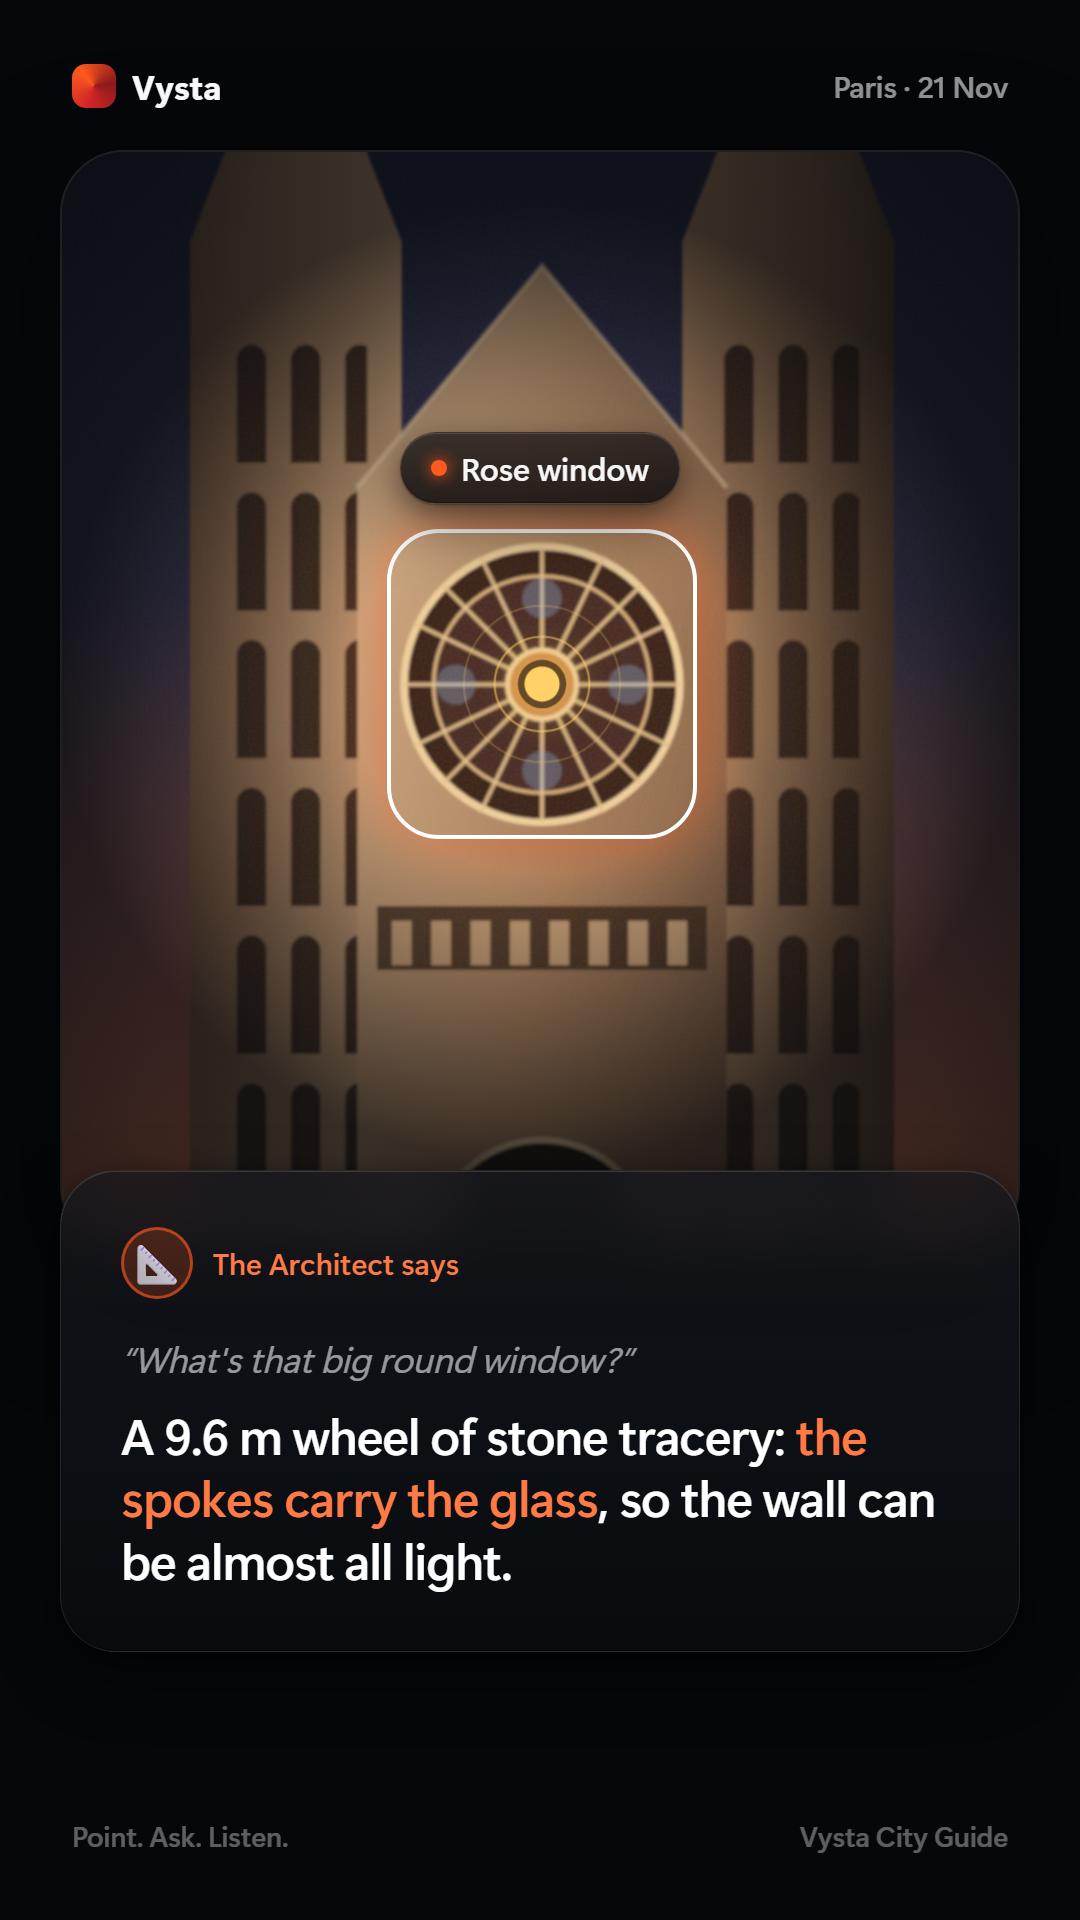 Vysta
Paris · 21 Nov
Rose window
The Architect says
“What's that big round window?”
A 9.6 m wheel of stone tracery: the
spokes carry the glass, so the wall can
be almost all light.
Point. Ask. Listen.
Vysta City Guide